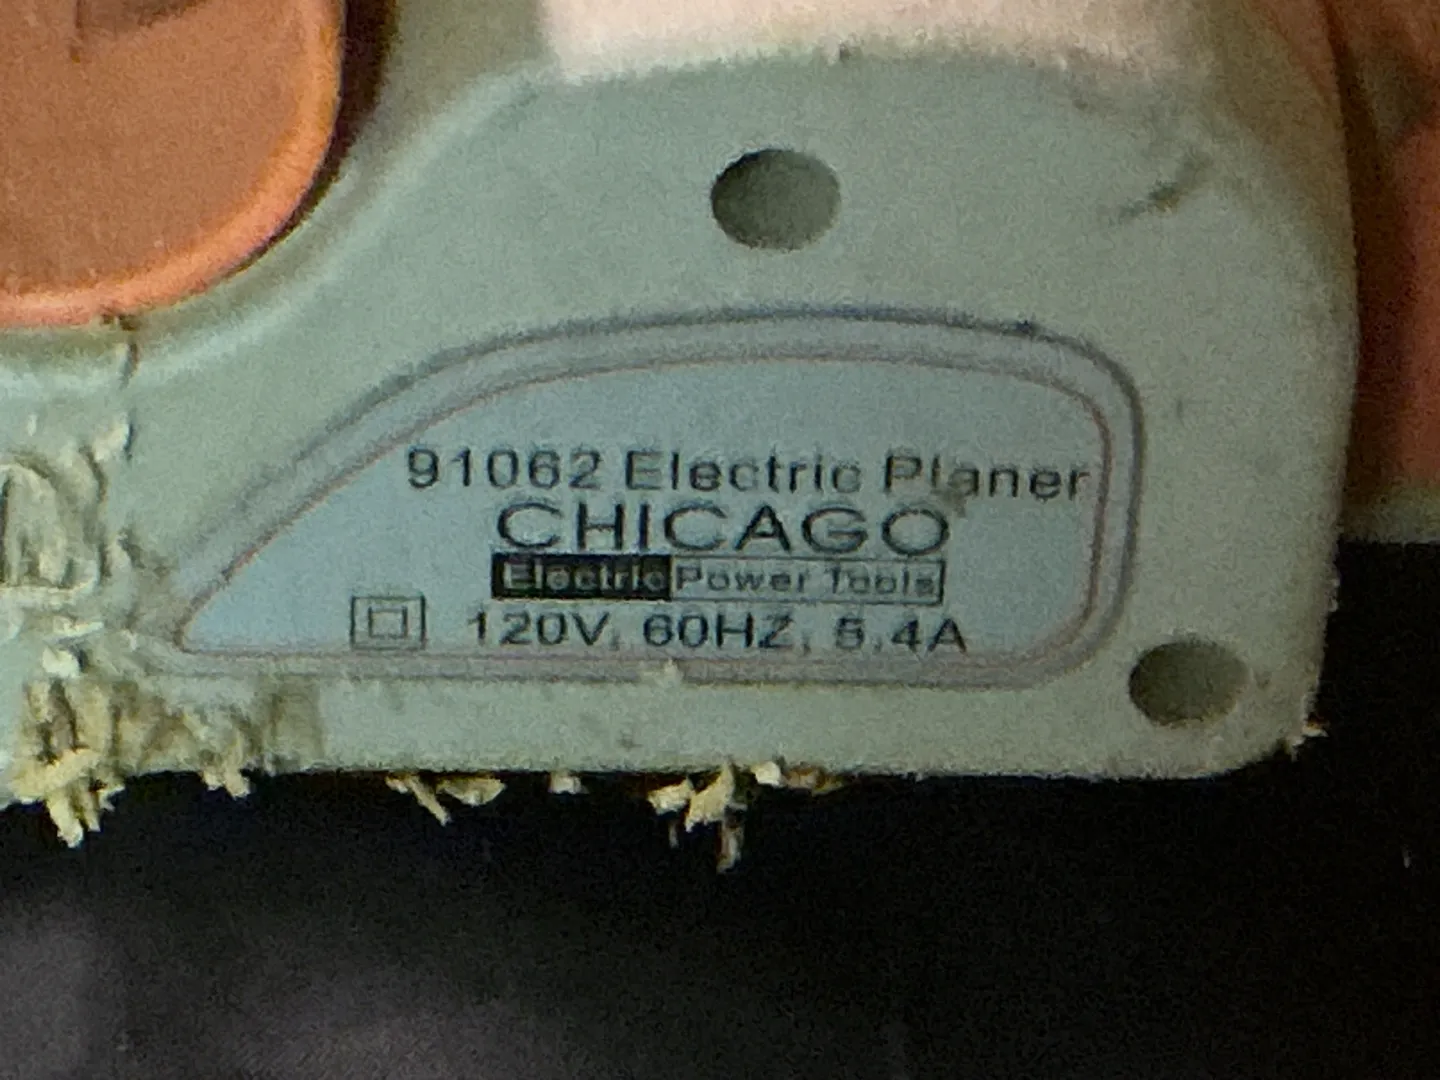 91062 Electric Planer
CHICAGO
Electric Power Tools
120V, 60HZ, 5.4A